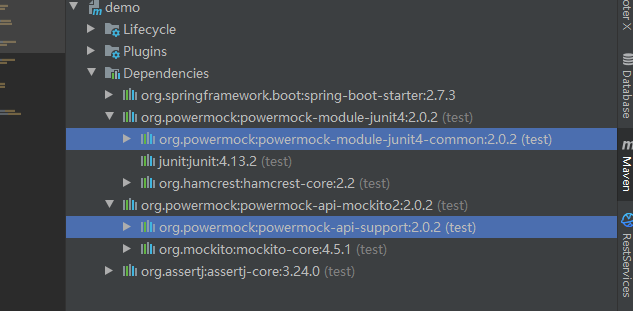 demo
Lifecycle
Plugins
Dependencies
org.springframework.boot:spring-boot-starter:2.7.3
org.powermock:powermock-module-junit4:2.0.2 (test)
org.powermock:powermock-module-junit4-common:2.0.2 (test)
junit:junit:4.13.2 (test)
org.hamcrest:hamcrest-core:2.2 (test)
org.powermock:powermock-api-mockito2:2.0.2 (test)
org.powermock:powermock-api-support:2.0.2 (test)
org.mockito:mockito-core:4.5.1 (test)
org.assertj:assertj-core:3.24.0 (test)
Database
m Maven
RestServices